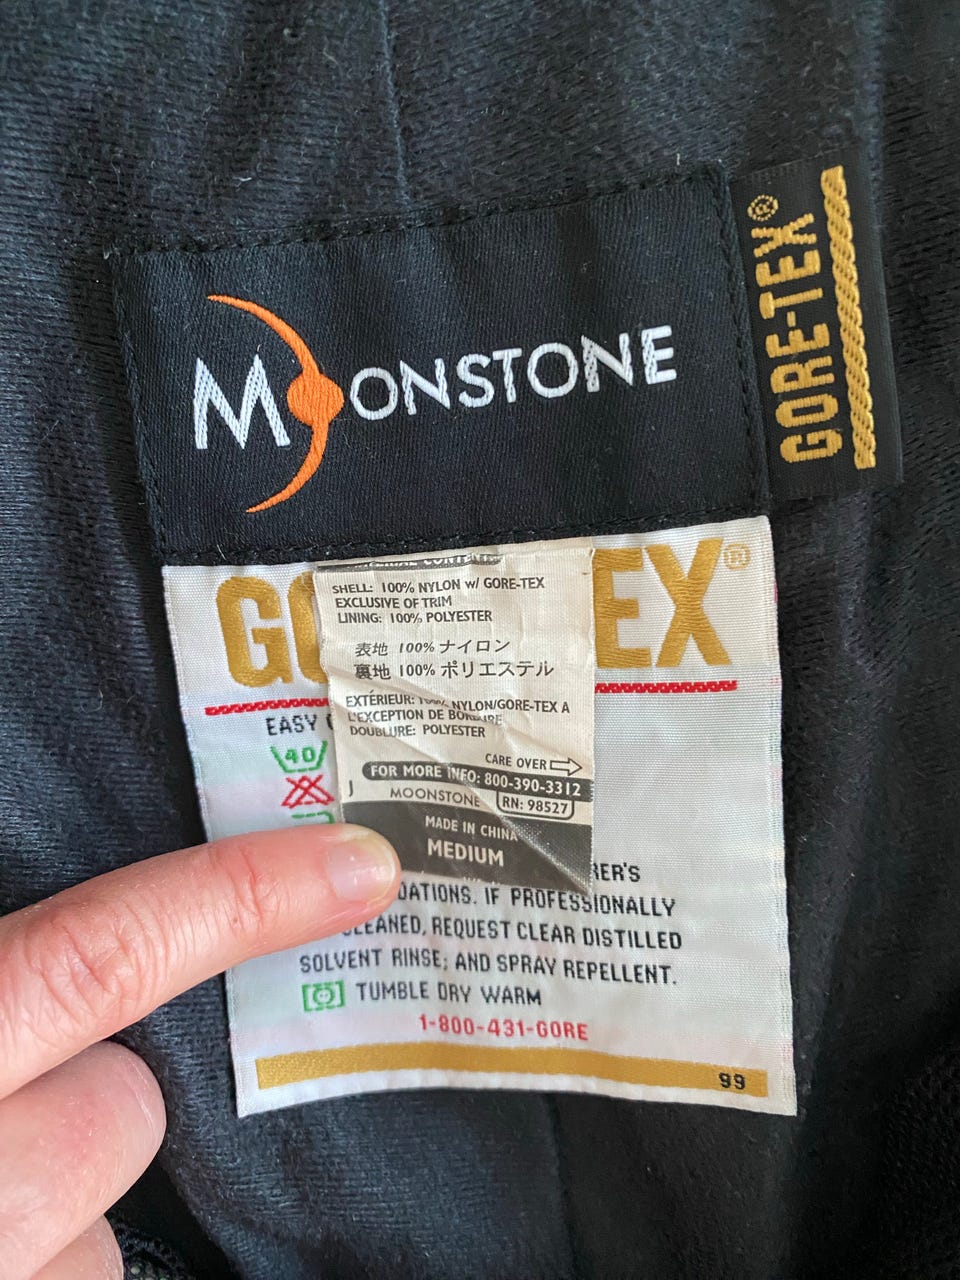 MOONSTONE
GORE-TEX®
GO EX®
SHELL: 100% NYLON w/ GORE-TEX
EXCLUSIVE OF TRIM
LINING: 100% POLYESTER
表地 100% ナイロン
裏地 100% ポリエステル
EXTÉRIEUR: 100% NYLON/GORE-TEX A
L'EXCEPTION DE BORDURE
DOUBLURE: POLYESTER
CARE OVER
FOR MORE INFO: 800-390-3312
J MOONSTONE RN: 98527
MADE IN CHINA
MEDIUM
EASY
40
RER'S
DATIONS. IF PROFESSIONALLY
CLEANED, REQUEST CLEAR DISTILLED
SOLVENT RINSE; AND SPRAY REPELLENT.
TUMBLE DRY WARM
1-800-431-GORE
99